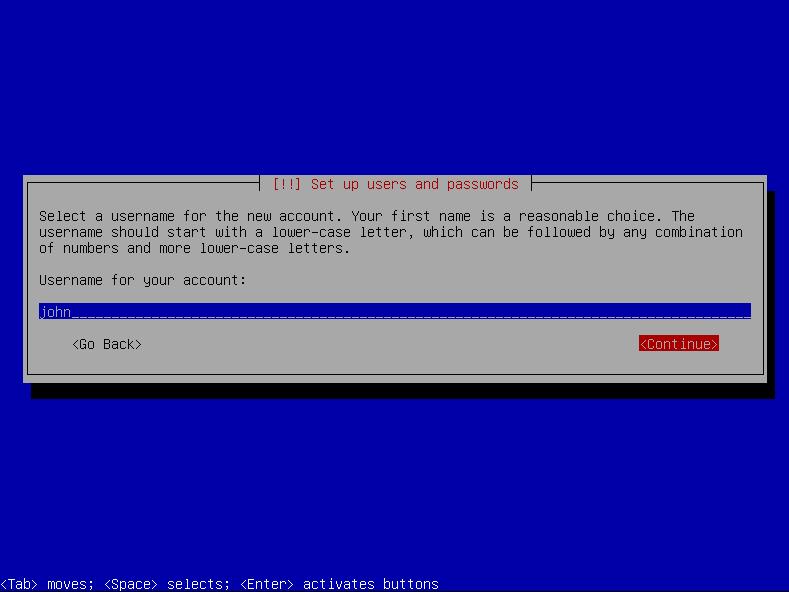 [!!] Set up users and passwords
Select a username for the new account. Your first name is a reasonable choice. The
username should start with a lower-case letter, which can be followed by any combination
of numbers and more lower-case letters.
Username for your account:
john
<Go Back> <Continue>
<Tab> moves; <Space> selects; <Enter> activates buttons